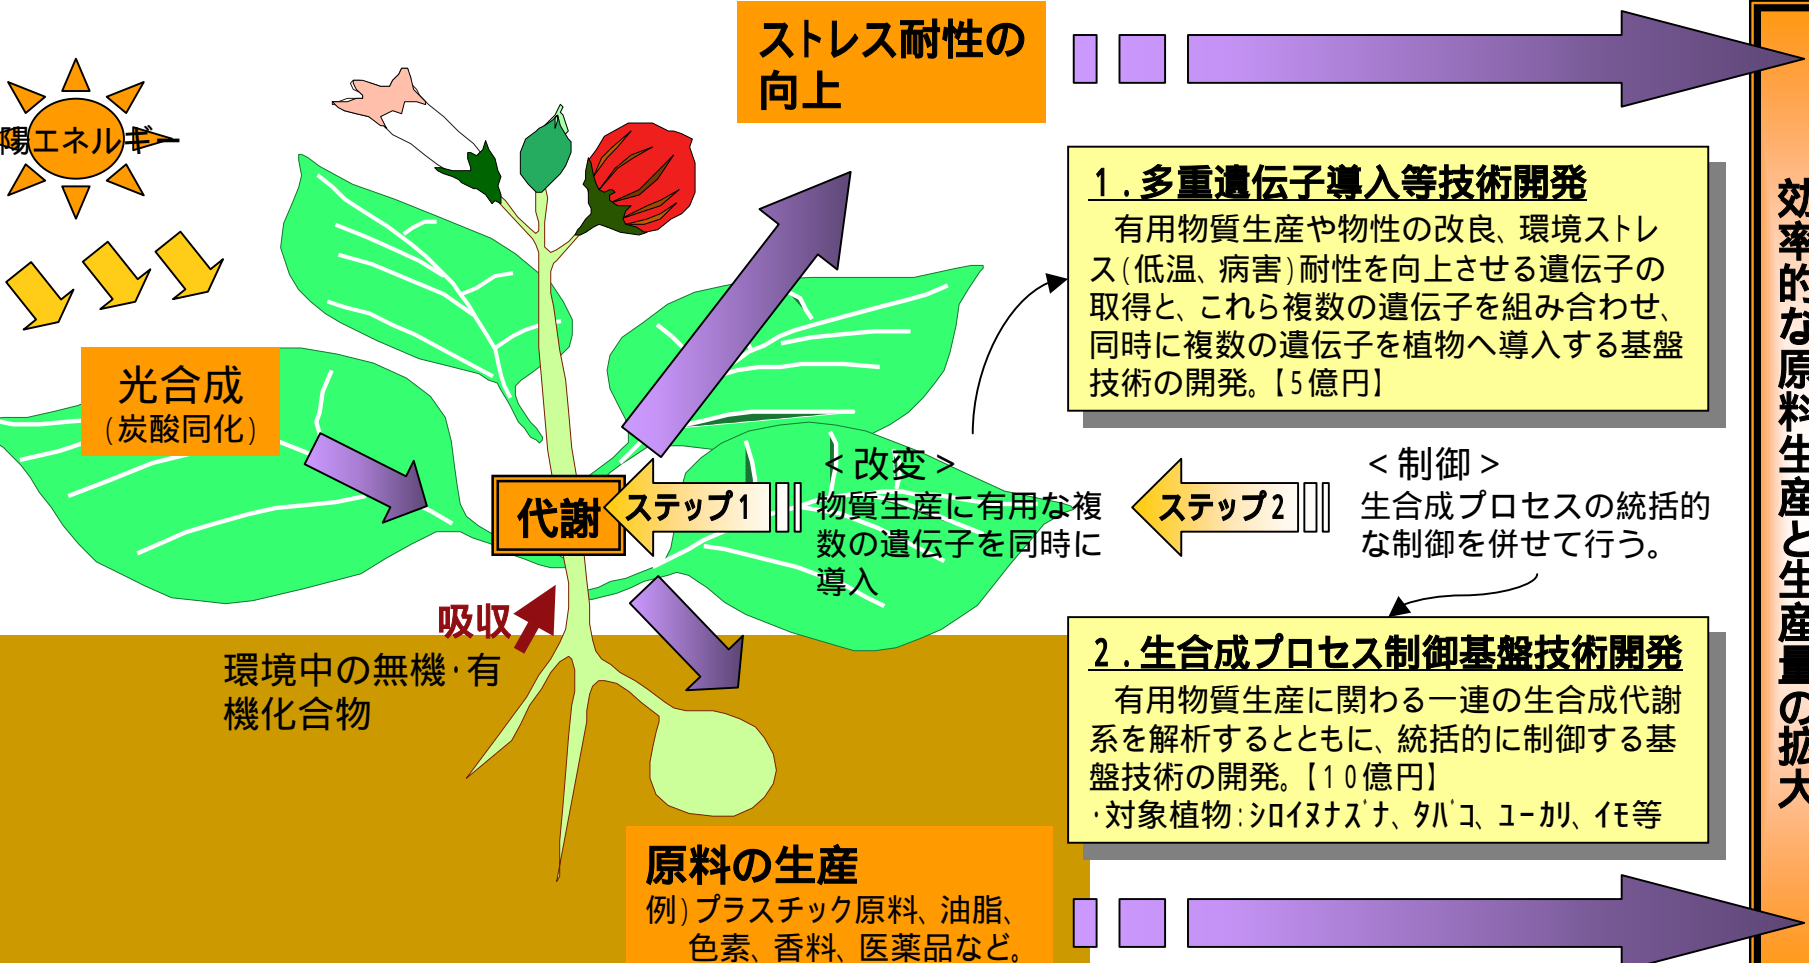 ストレス耐性の
向上
陽エネルギー
光合成
(炭酸同化)
代謝
ステップ1
<改変>
物質生産に有用な複
数の遺伝子を同時に
導入
ステップ2
<制御>
生合成プロセスの統括的
な制御を併せて行う。
吸収
環境中の無機・有
機化合物
1.多重遺伝子導入等技術開発
有用物質生産や物性の改良、環境ストレ
ス(低温、病害)耐性を向上させる遺伝子の
取得と、これら複数の遺伝子を組み合わせ、
同時に複数の遺伝子を植物へ導入する基盤
技術の開発。【5億円】
2.生合成プロセス制御基盤技術開発
有用物質生産に関わる一連の生合成代謝
系を解析するとともに、統括的に制御する基
盤技術の開発。【10億円】
・対象植物:シロイヌナズナ、タバコ、ユーカリ、イモ等
原料の生産
例)プラスチック原料、油脂、
色素、香料、医薬品など。
効率的な原料生産と生産量の拡大